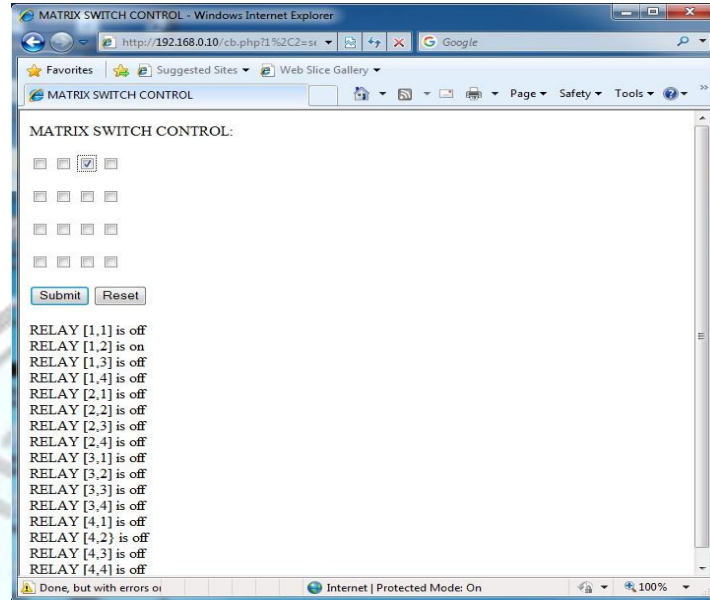 MATRIX SWITCH CONTROL - Windows Internet Explorer
http://192.168.0.10/cb.php?1%2C2=se
Google
Favorites
Suggested Sites
Web Slice Gallery
MATRIX SWITCH CONTROL
Page
Safety
Tools
MATRIX SWITCH CONTROL:
Submit Reset
RELAY [1,1] is off
RELAY [1,2] is on
RELAY [1,3] is off
RELAY [1,4] is off
RELAY [2,1] is off
RELAY [2,2] is off
RELAY [2,3] is off
RELAY [2,4] is off
RELAY [3,1] is off
RELAY [3,2] is off
RELAY [3,3] is off
RELAY [3,4] is off
RELAY [4,1] is off
RELAY [4,2} is off
RELAY [4,3] is off
RELAY [4,4] is off
Done, but with errors o
Internet | Protected Mode: On
100%